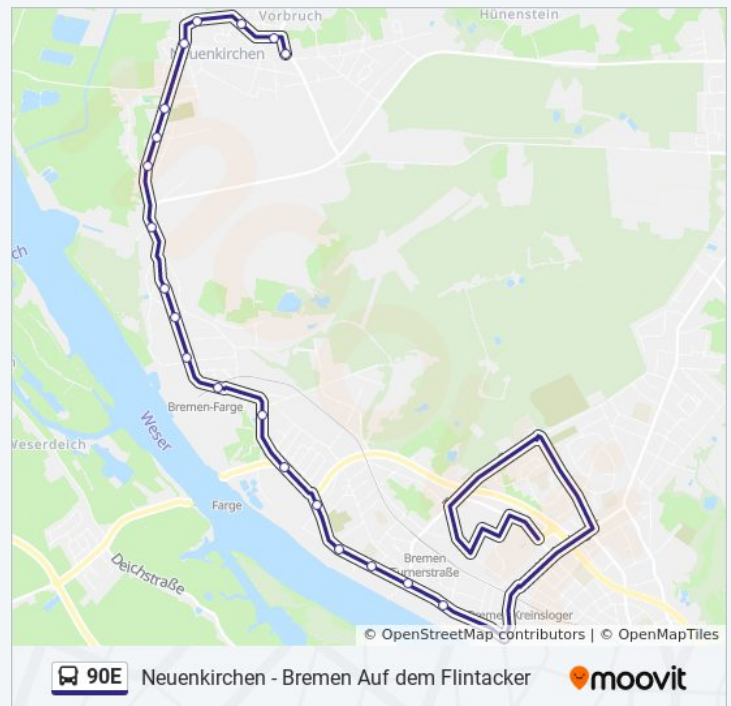 Vorbruch
Hünenstein
Neuenkirchen
Bremen-Farge
Weser
Weserdeich
Farge
Deichstraße
Bremen
Turnerstraße
Bremen Kreinsloger
© OpenStreetMap contributors | © OpenMapTiles
90E Neuenkirchen - Bremen Auf dem Flintacker
moovit